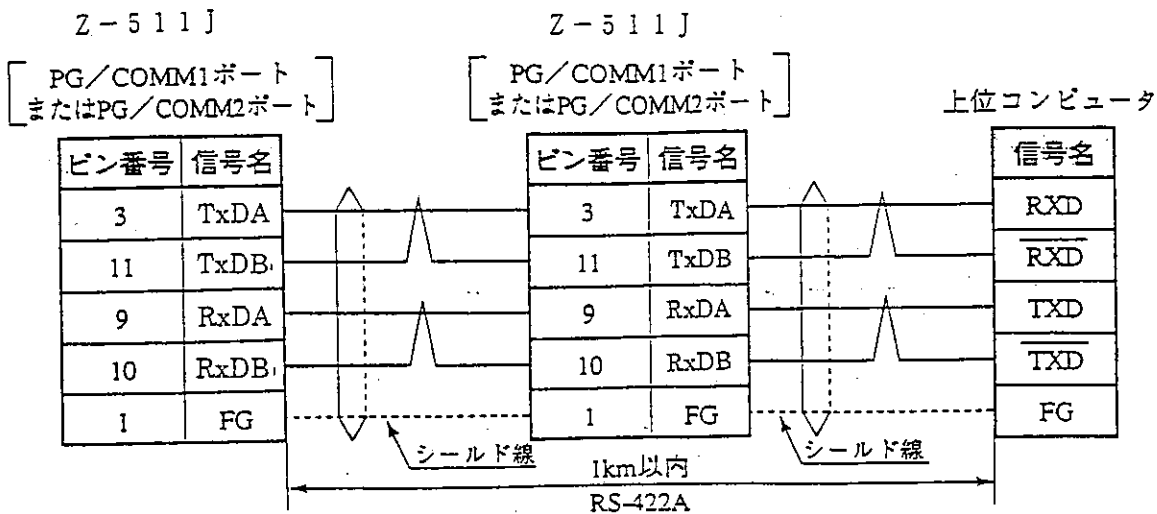 Z-511J Z-511J
PG/COMM1ポート PG/COMM1ポート
またはPG/COMM2ポート またはPG/COMM2ポート 上位コンピュータ
ピン番号 信号名 ピン番号 信号名 信号名
3 TxDA 3 TxDA RXD
11 TxDB 11 TxDB R̅X̅D̅
9 RxDA 9 RxDA TXD
10 RxDB 10 RxDB T̅X̅D̅
1 FG 1 FG FG
シールド線 シールド線
1km以内
RS-422A